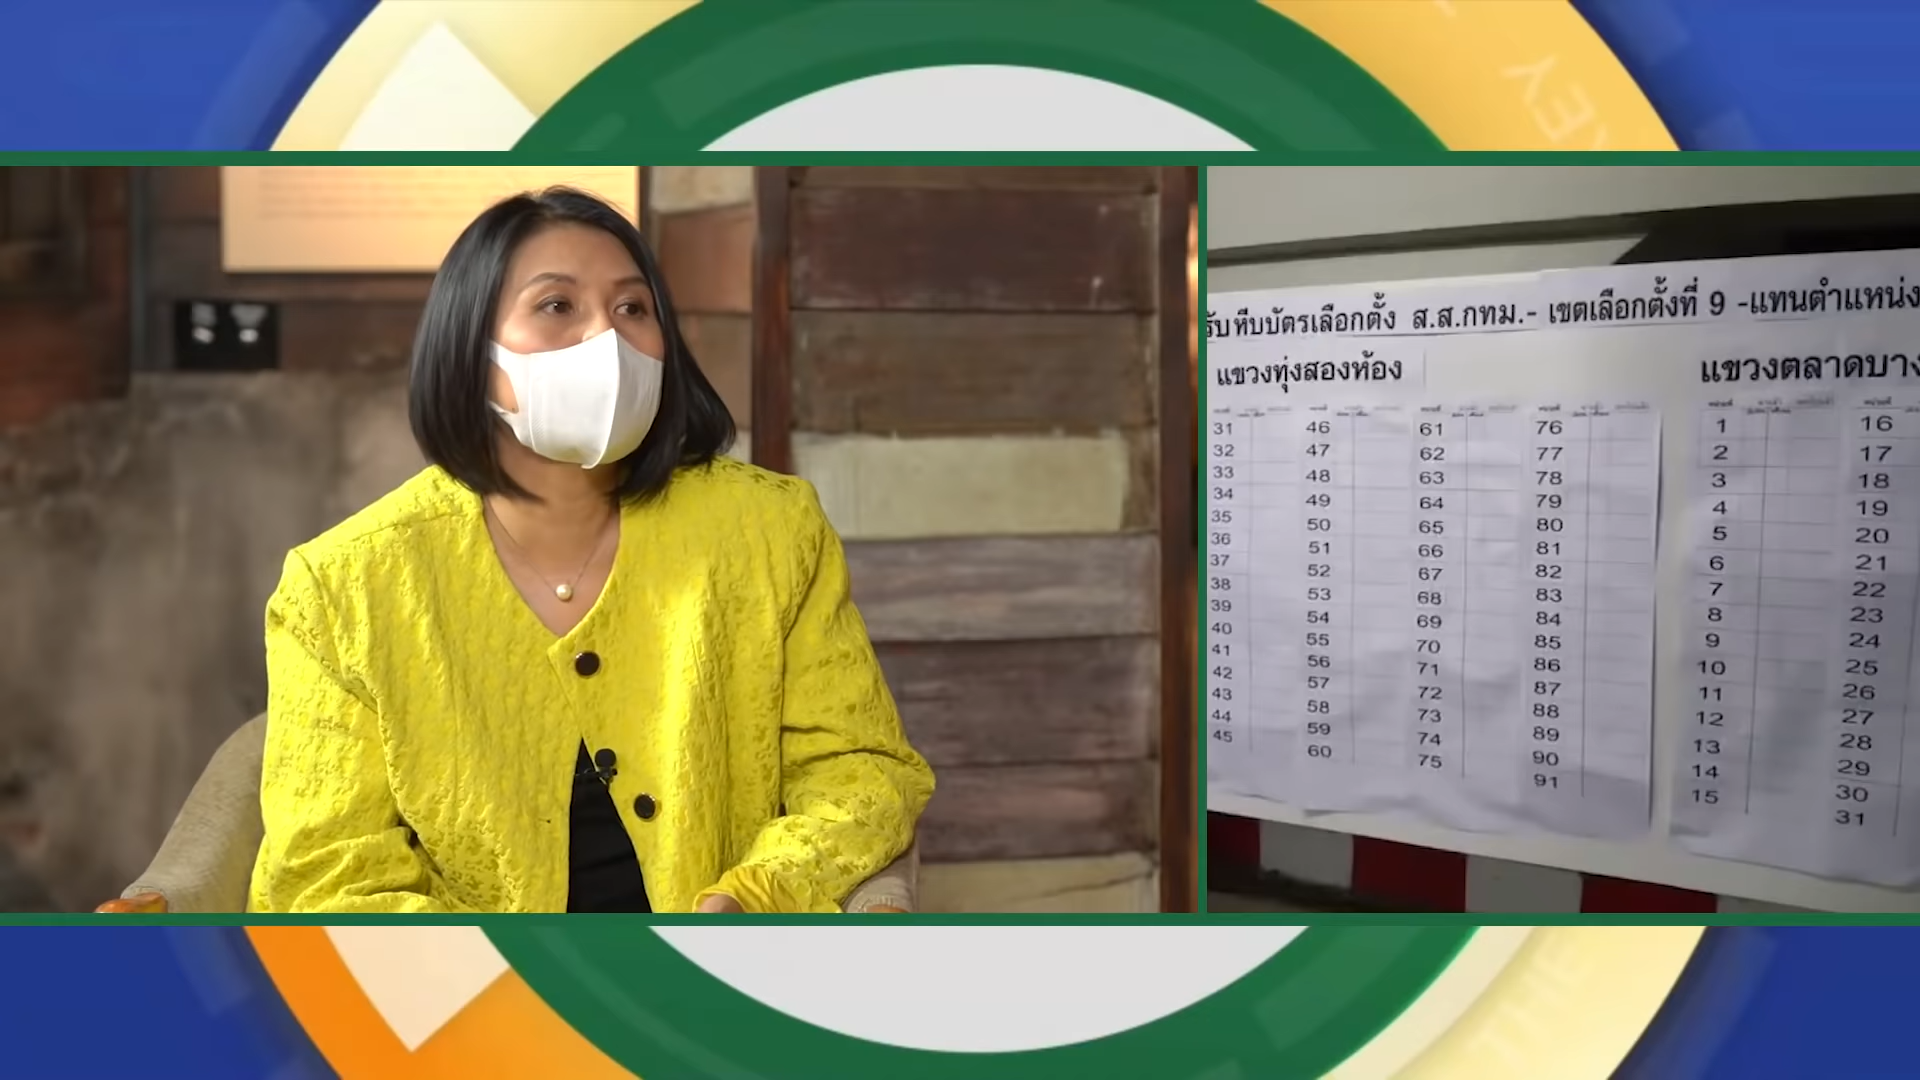 KEY
รับหีบบัตรเลือกตั้ง ส.ส.กทม.- เขตเลือกตั้งที่ 9 -แทนตำแหน่ง
แขวงทุ่งสองห้อง
แขวงตลาดบาง
31 46 61 76 1 16
32 47 62 77 2 17
33 48 63 78 3 18
34 49 64 79 4 19
35 50 65 80 5 20
36 51 66 81 6 21
37 52 67 82 7 22
38 53 68 83 8 23
39 54 69 84 9 24
40 55 70 85 10 25
41 56 71 86 11 26
42 57 72 87 12 27
43 58 73 88 13 28
44 59 74 89 14 29
45 60 75 90 15 30
91 31